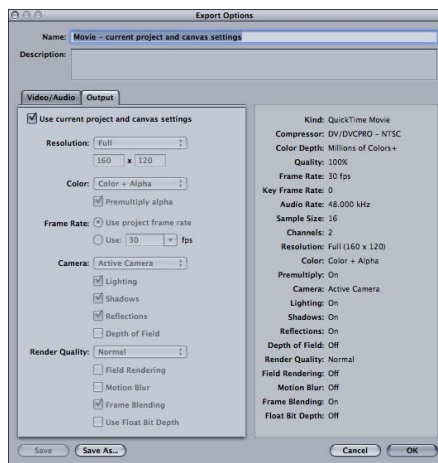 Export Options
Name: Movie - current project and canvas settings
Description:
Video/Audio Output
Use current project and canvas settings
Resolution: Full
160 x 120
Color: Color + Alpha
Premultiply alpha
Frame Rate: Use project frame rate
Use: 30 fps
Camera: Active Camera
Lighting
Shadows
Reflections
Depth of Field
Render Quality: Normal
Field Rendering
Motion Blur
Frame Blending
Use Float Bit Depth
Kind: QuickTime Movie
Compressor: DV/DVCPRO - NTSC
Color Depth: Millions of Colors+
Quality: 100%
Frame Rate: 30 fps
Key Frame Rate: 0
Audio Rate: 48.000 kHz
Sample Size: 16
Channels: 2
Resolution: Full (160 x 120)
Color: Color + Alpha
Premultiply: On
Camera: Active Camera
Lighting: On
Shadows: On
Reflections: On
Depth of Field: Off
Render Quality: Normal
Field Rendering: Off
Motion Blur: Off
Frame Blending: On
Float Bit Depth: Off
Save Save As... Cancel OK